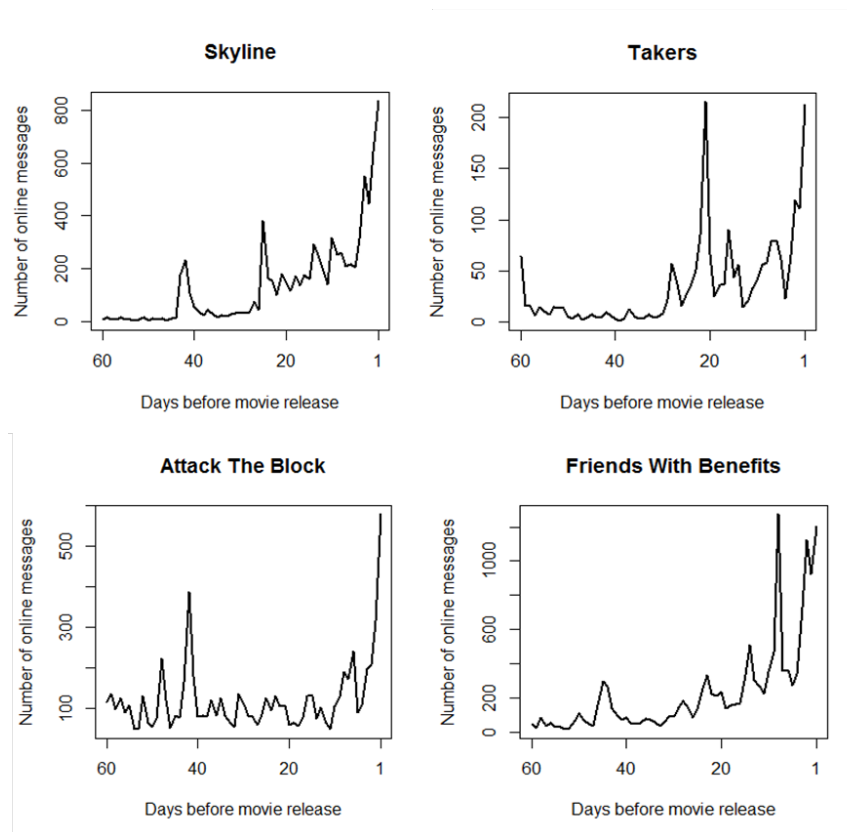 Skyline
Number of online messages
0 200 400 600 800
60 40 20 1
Days before movie release
Takers
Number of online messages
0 50 100 150 200
60 40 20 1
Days before movie release
Attack The Block
Number of online messages
100 300 500
60 40 20 1
Days before movie release
Friends With Benefits
Number of online messages
0 200 600 1000
60 40 20 1
Days before movie release